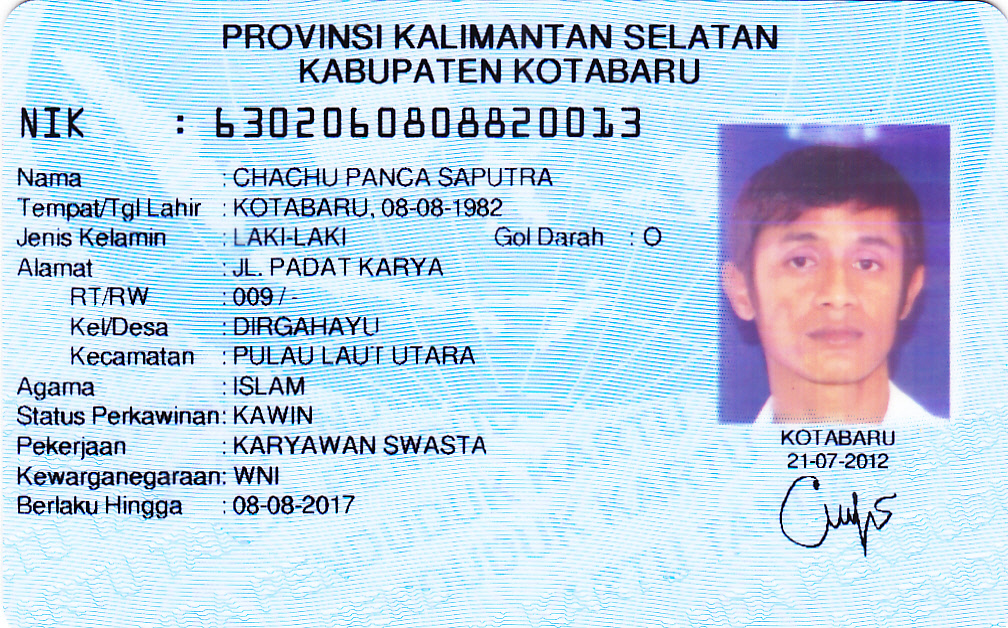 PROVINSI KALIMANTAN SELATAN
KABUPATEN KOTABARU
NIK : 6302060808820013
Nama : CHACHU PANCA SAPUTRA
Tempat/Tgl Lahir : KOTABARU, 08-08-1982
Jenis Kelamin : LAKI-LAKI Gol Darah : O
Alamat : JL. PADAT KARYA
RT/RW : 009 / -
Kel/Desa : DIRGAHAYU
Kecamatan : PULAU LAUT UTARA
Agama : ISLAM
Status Perkawinan: KAWIN
Pekerjaan : KARYAWAN SWASTA
Kewarganegaraan: WNI
Berlaku Hingga : 08-08-2017
KOTABARU
21-07-2012